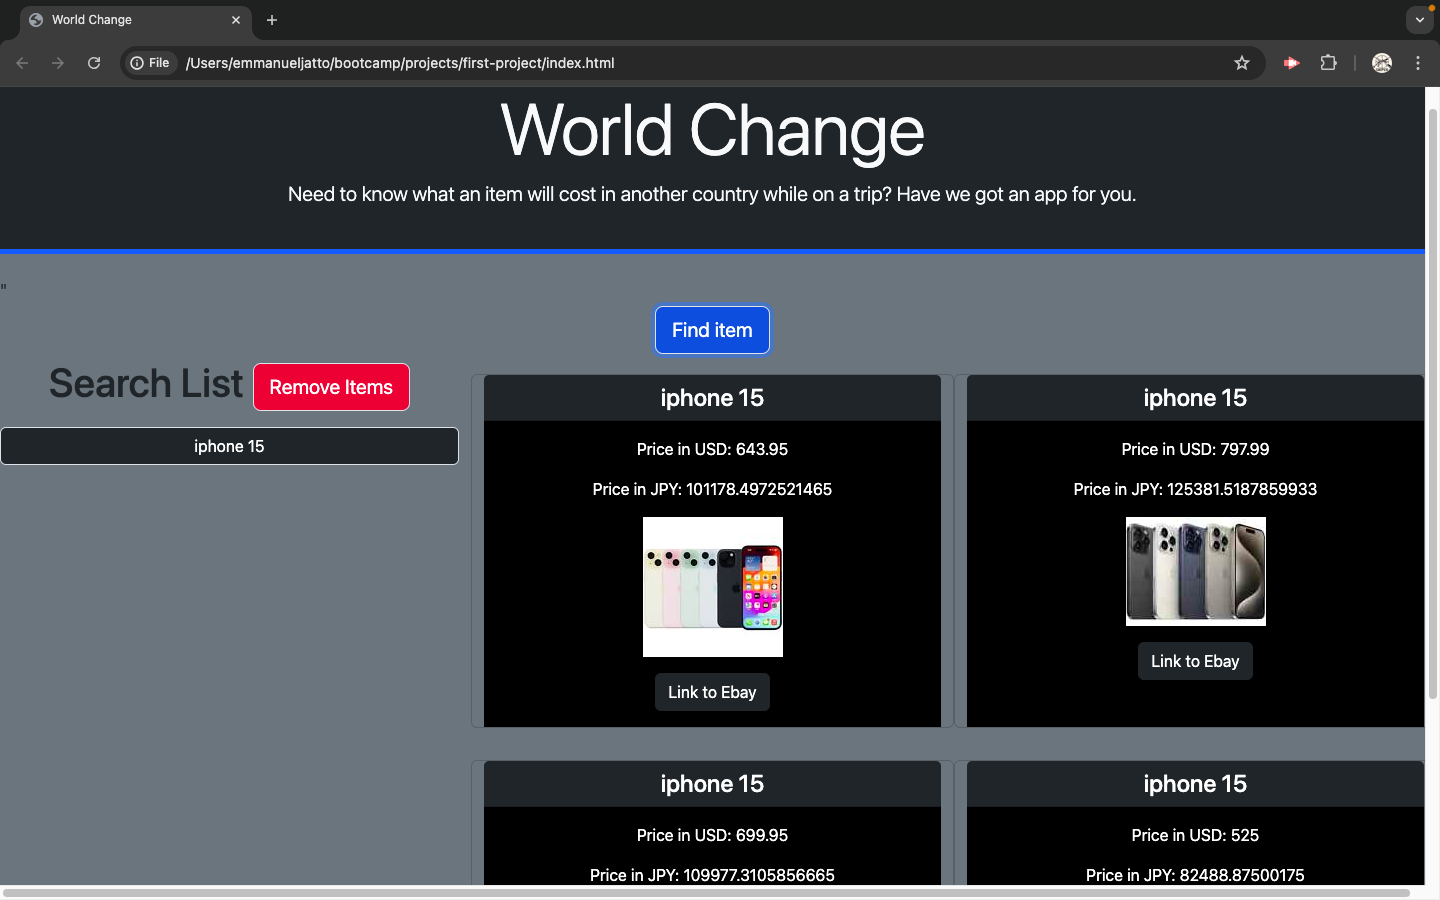 World Change
File
/Users/emmanueljatto/bootcamp/projects/first-project/index.html
World Change
Need to know what an item will cost in another country while on a trip? Have we got an app for you.
"
Find item
Search List
Remove Items
iphone 15
iphone 15
Price in USD: 643.95
Price in JPY: 101178.4972521465
Link to Ebay
iphone 15
Price in USD: 797.99
Price in JPY: 125381.5187859933
Link to Ebay
iphone 15
Price in USD: 699.95
Price in JPY: 109977.3105856665
iphone 15
Price in USD: 525
Price in JPY: 82488.87500175